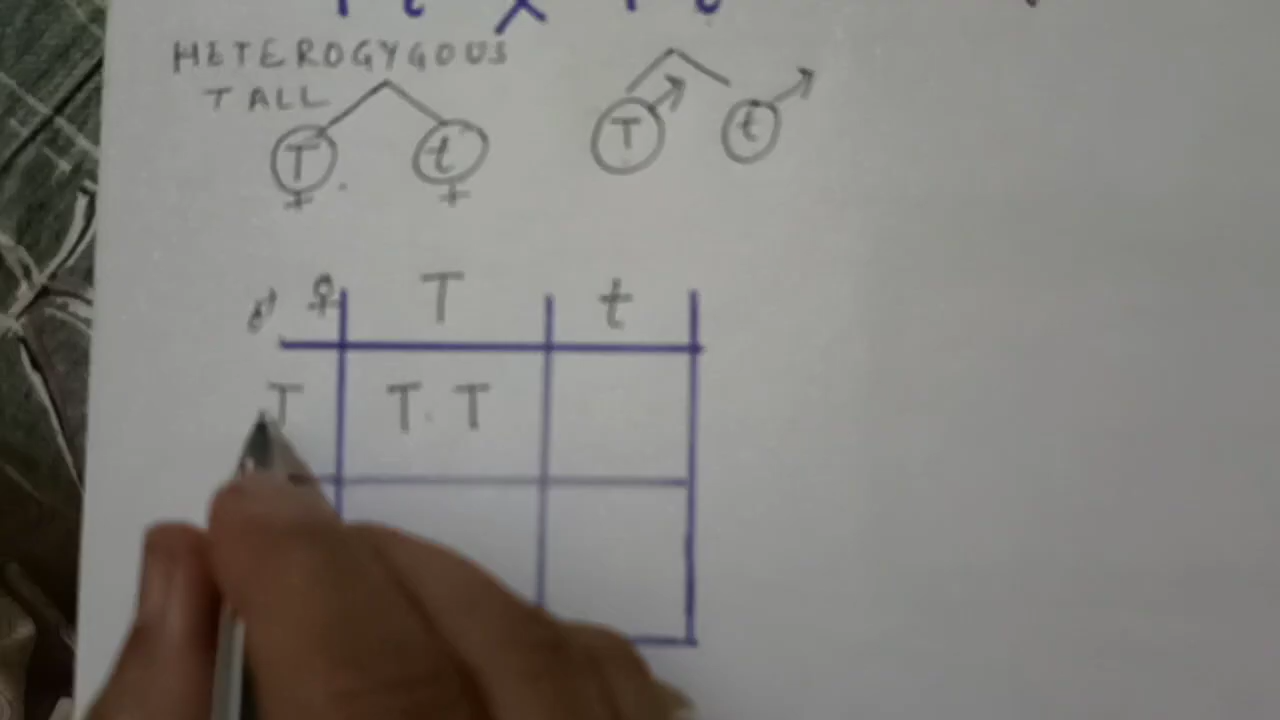 HETEROGYGOUS
TALL
T t T t
♂ ♀ T t
T T T